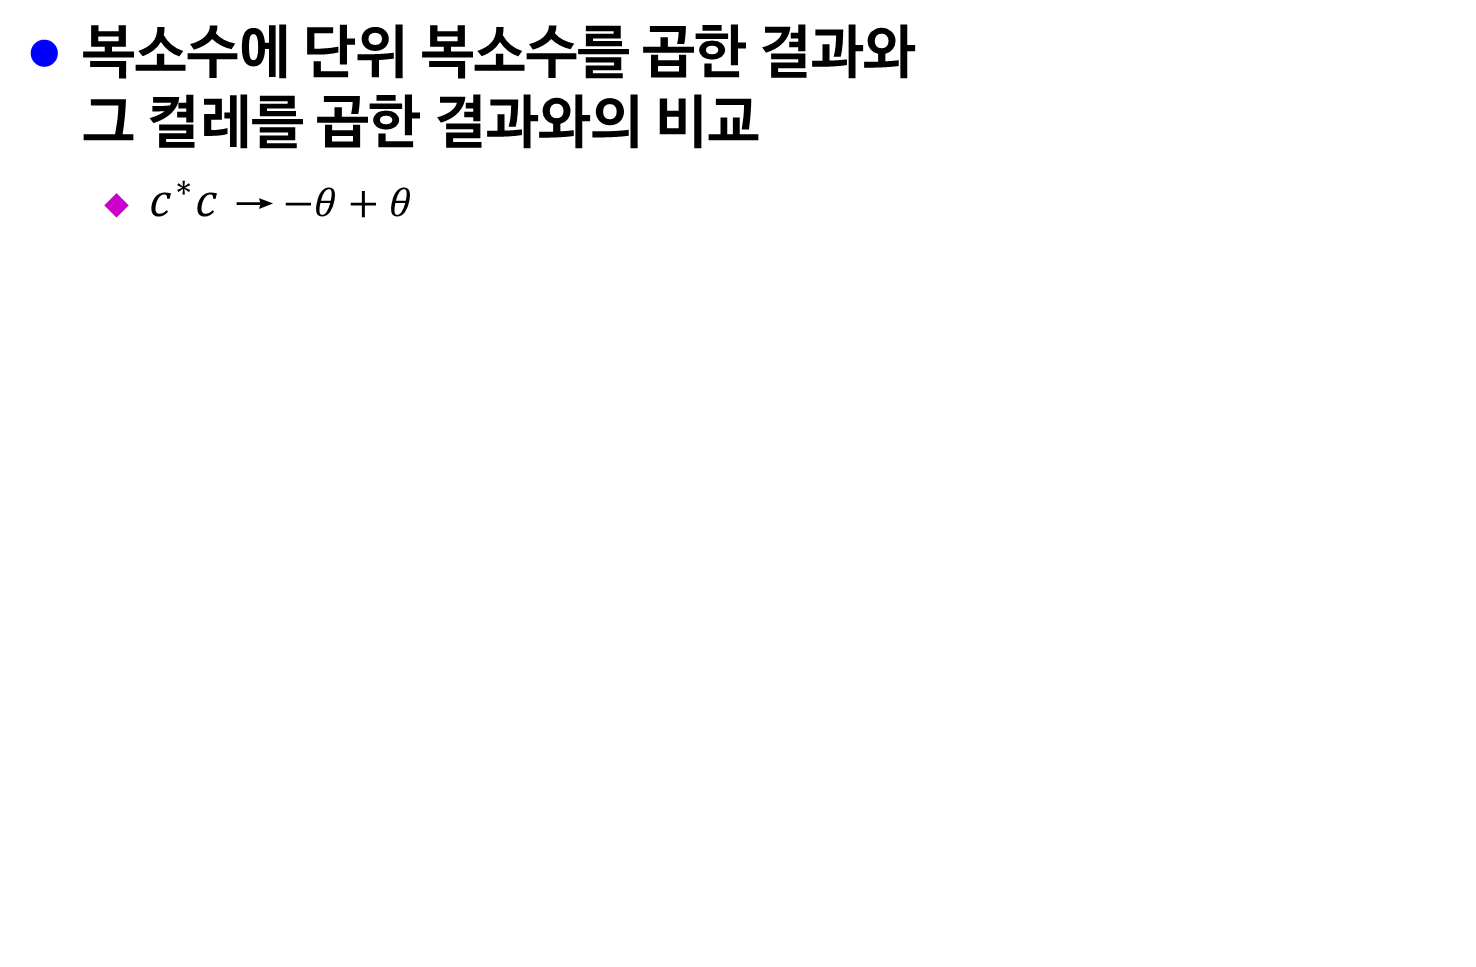 ● 복소수에 단위 복소수를 곱한 결과와
그 켤레를 곱한 결과와의 비교
◆ c*c → −θ + θ